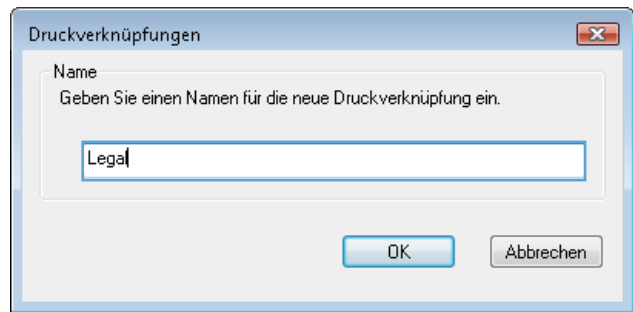 Druckverknüpfungen
Name
Geben Sie einen Namen für die neue Druckverknüpfung ein.
Legal
OK
Abbrechen